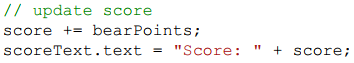 // update score
score += bearPoints;
scoreText.text = "Score: " + score;